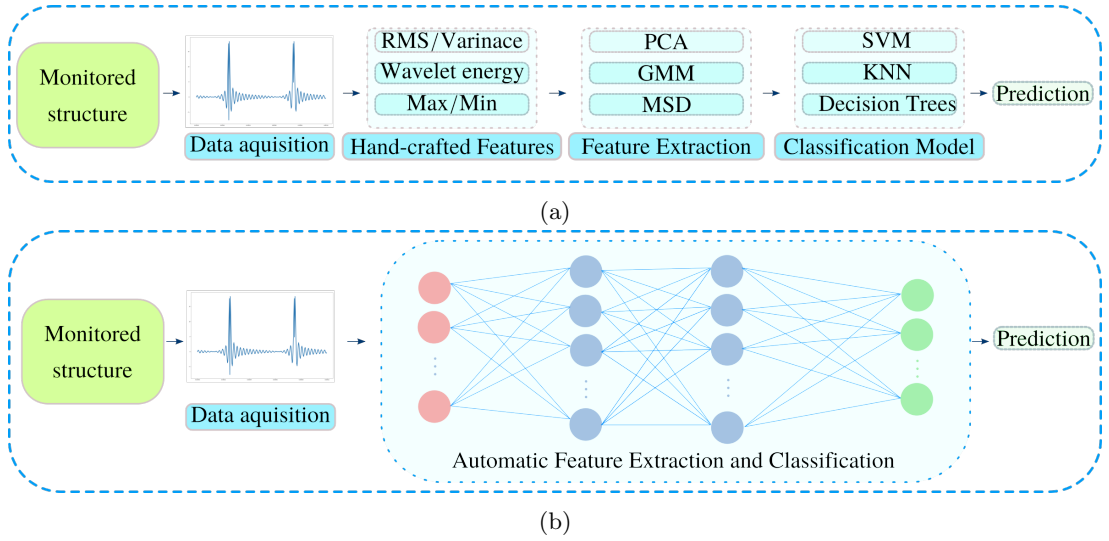 Monitored
structure
Data aquisition
RMS/Varinace
Wavelet energy
Max/Min
Hand-crafted Features
PCA
GMM
MSD
Feature Extraction
SVM
KNN
Decision Trees
Classification Model
Prediction
(a)
Monitored
structure
Data aquisition
Automatic Feature Extraction and Classification
Prediction
(b)